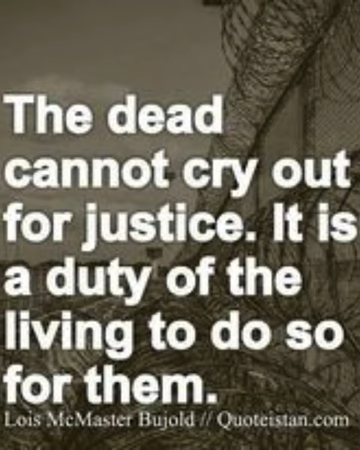 The dead
cannot cry out
for justice. It is
a duty of the
living to do so
for them.
Lois McMaster Bujold // Quoteistan.com